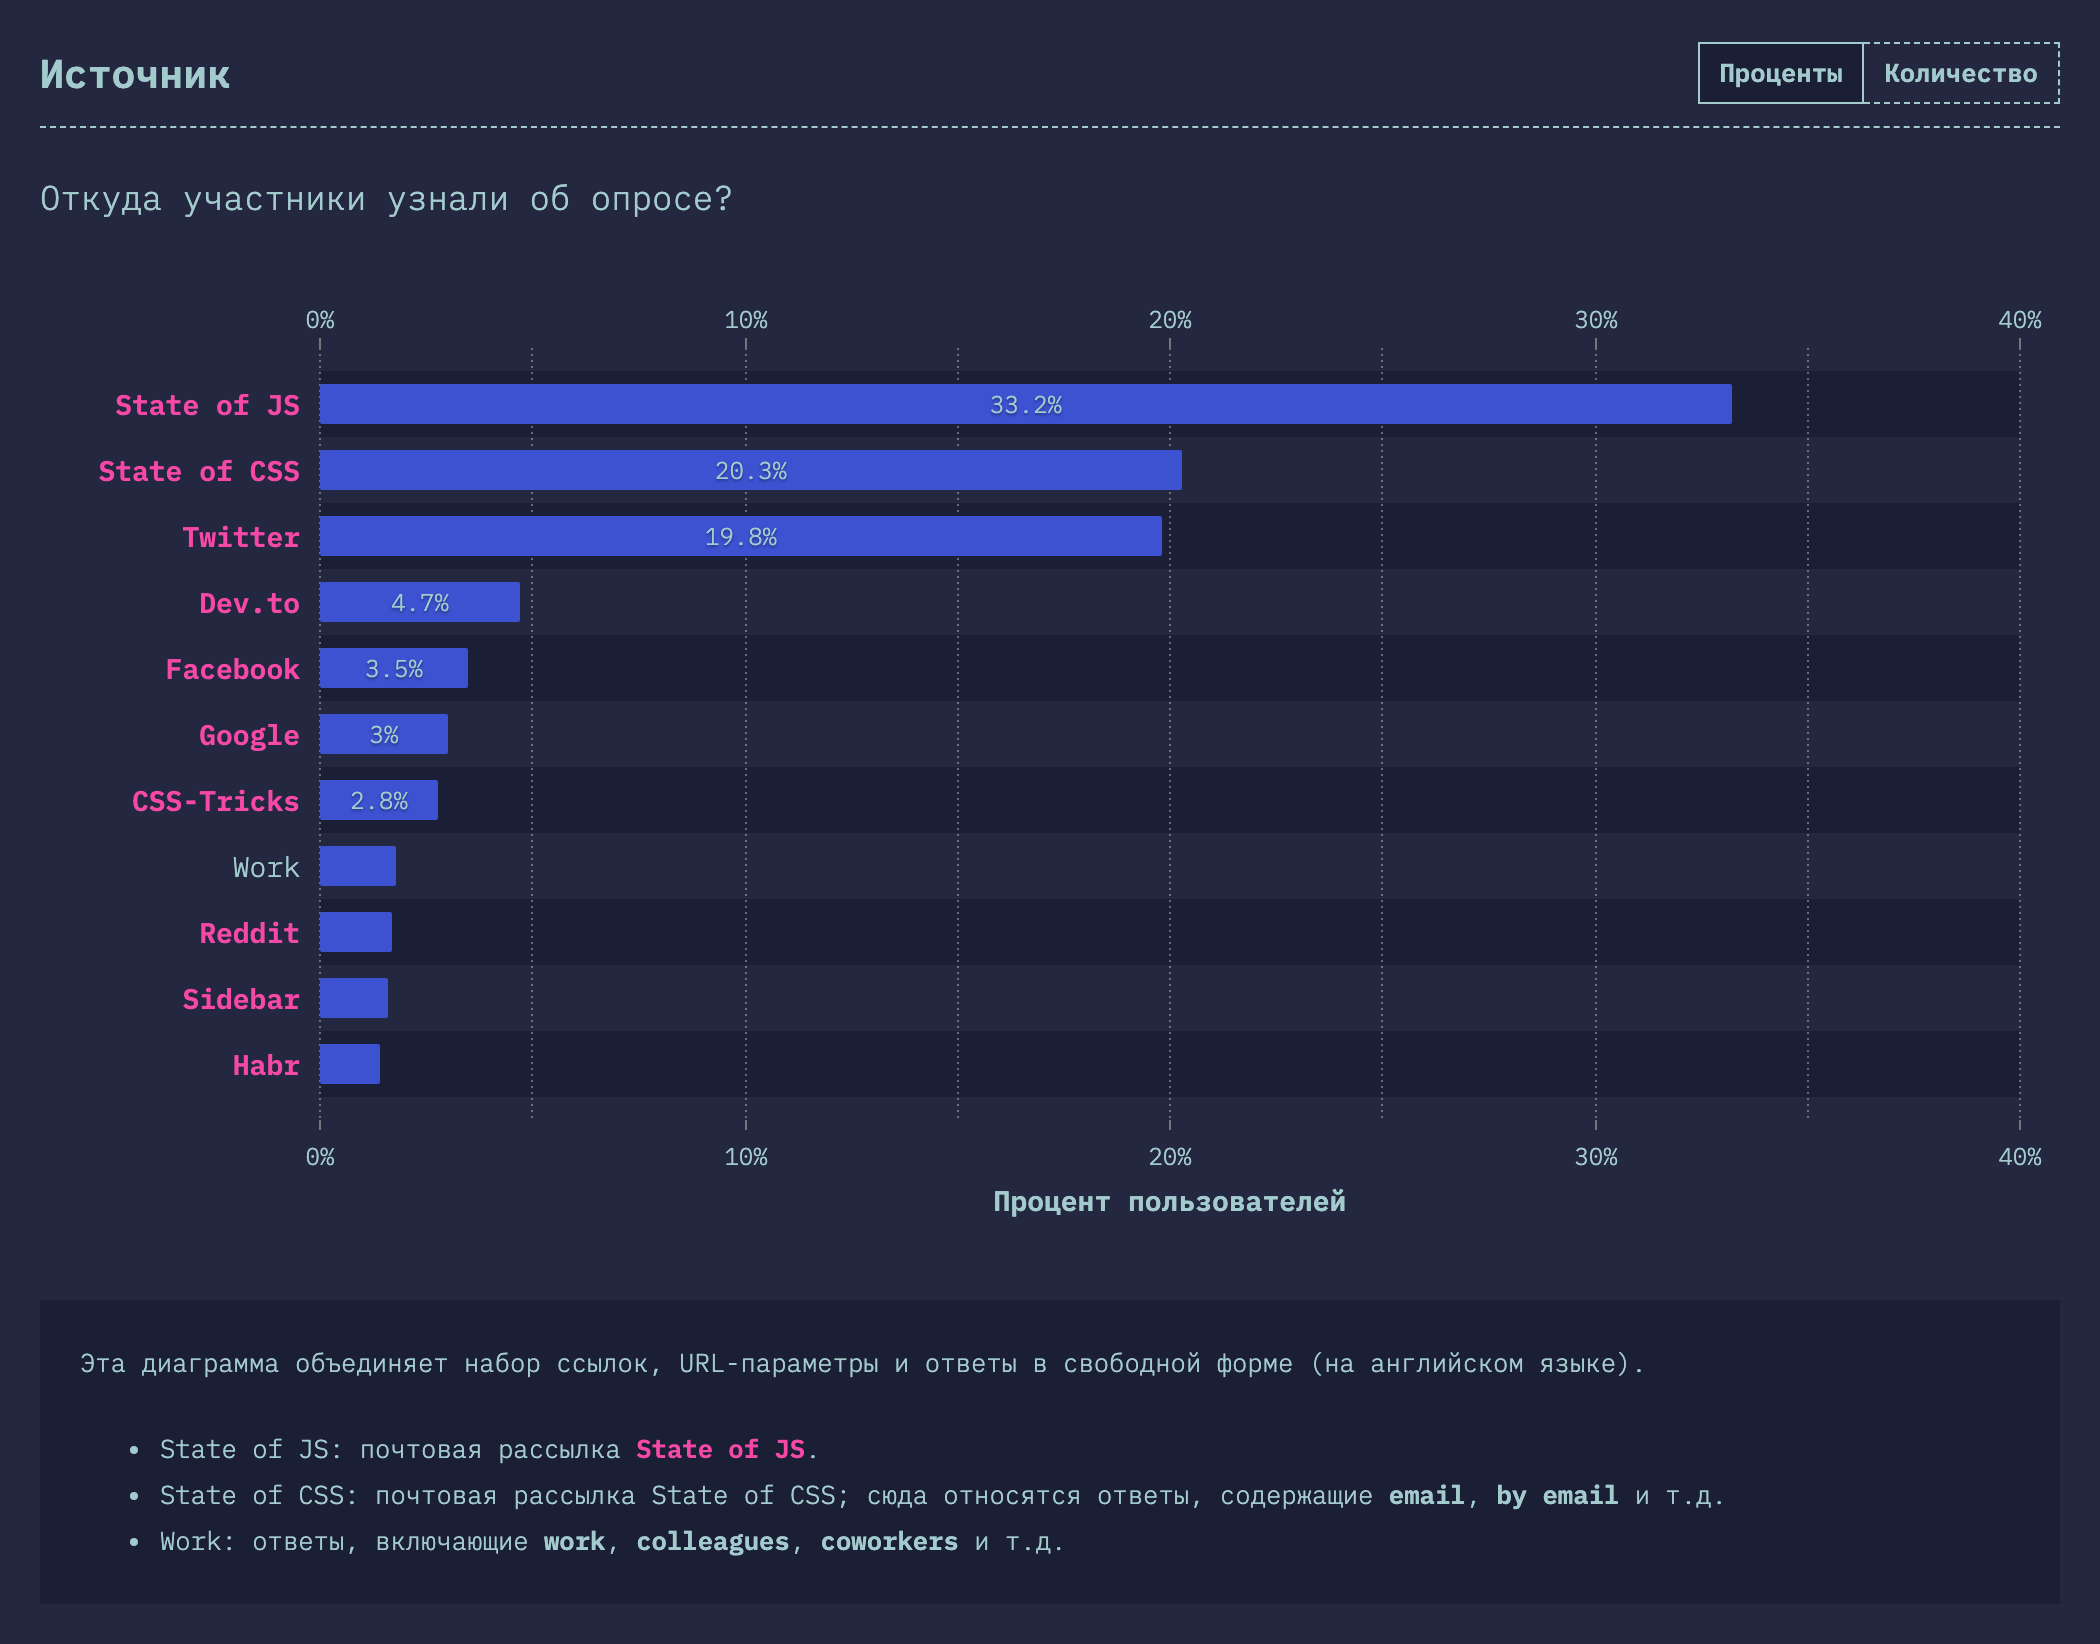 Источник
Проценты Количество
Откуда участники узнали об опросе?
0% 10% 20% 30% 40%
State of JS 33.2%
State of CSS 20.3%
Twitter 19.8%
Dev.to 4.7%
Facebook 3.5%
Google 3%
CSS-Tricks 2.8%
Work
Reddit
Sidebar
Habr
0% 10% 20% 30% 40%
Процент пользователей
Эта диаграмма объединяет набор ссылок, URL-параметры и ответы в свободной форме (на английском языке).
• State of JS: почтовая рассылка State of JS.
• State of CSS: почтовая рассылка State of CSS; сюда относятся ответы, содержащие email, by email и т.д.
• Work: ответы, включающие work, colleagues, coworkers и т.д.